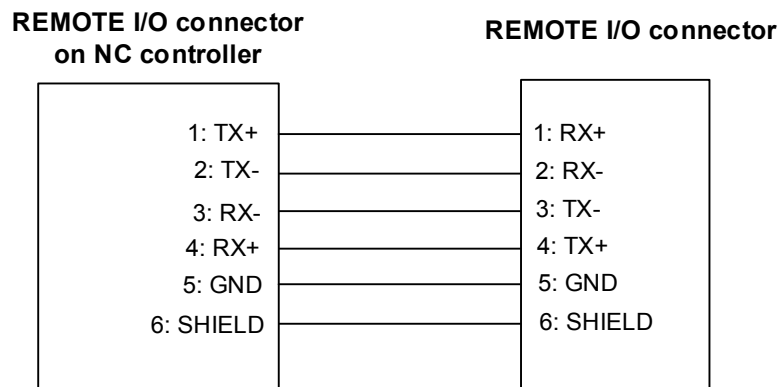 REMOTE I/O connector
on NC controller
REMOTE I/O connector
1: TX+
2: TX-
3: RX-
4: RX+
5: GND
6: SHIELD
1: RX+
2: RX-
3: TX-
4: TX+
5: GND
6: SHIELD